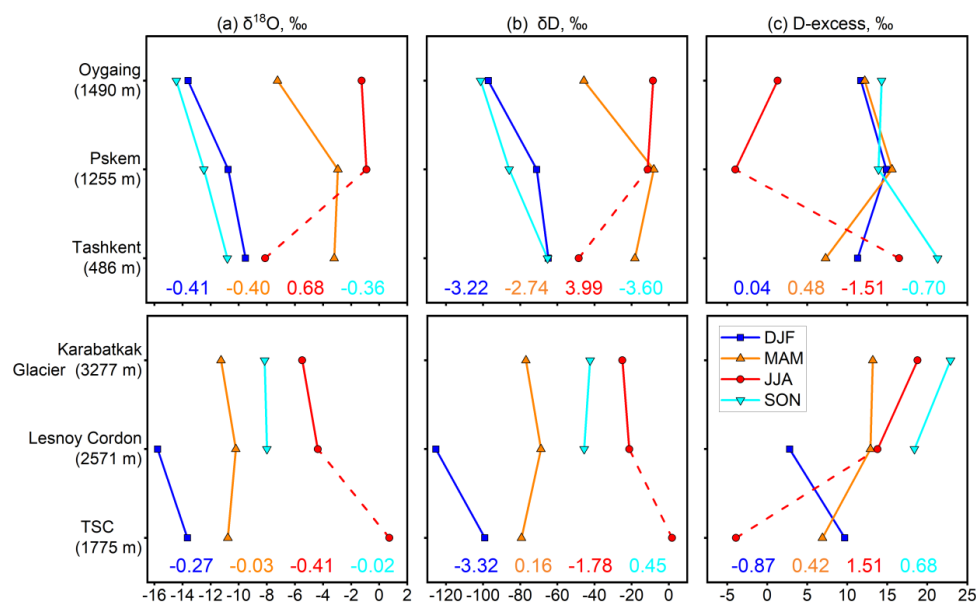 (a) δ¹⁸O, ‰
(b) δD, ‰
(c) D-excess, ‰
Oygaing
(1490 m)
Pskem
(1255 m)
Tashkent
(486 m)
-0.41 -0.40 0.68 -0.36
-3.22 -2.74 3.99 -3.60
0.04 0.48 -1.51 -0.70
Karabatkak
Glacier (3277 m)
Lesnoy Cordon
(2571 m)
TSC
(1775 m)
DJF
MAM
JJA
SON
-0.27 -0.03 -0.41 -0.02
-3.32 0.16 -1.78 0.45
-0.87 0.42 1.51 0.68
-16 -14 -12 -10 -8 -6 -4 -2 0 2
-120 -100 -80 -60 -40 -20 0
-5 0 5 10 15 20 25